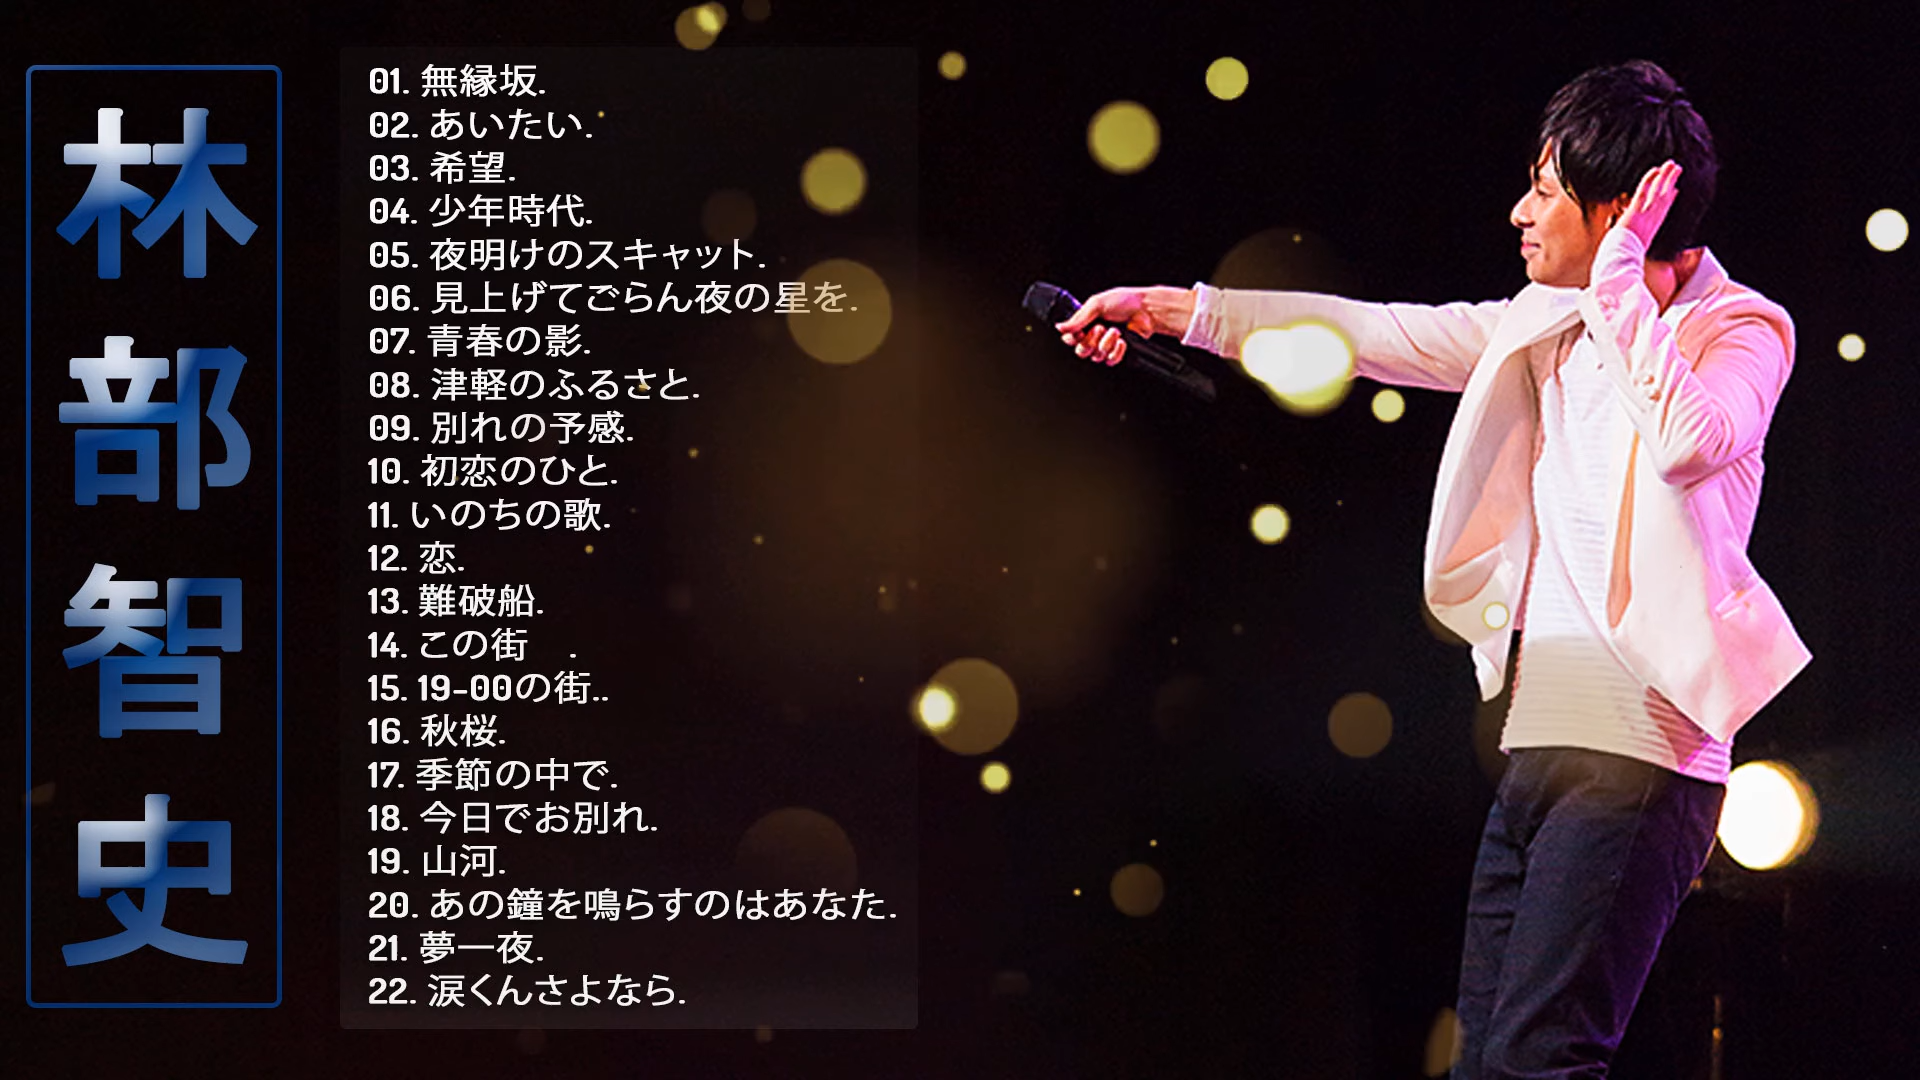 林部智史
01. 無縁坂.
02. あいたい.
03. 希望.
04. 少年時代.
05. 夜明けのスキャット.
06. 見上げてごらん夜の星を.
07. 青春の影.
08. 津軽のふるさと.
09. 別れの予感.
10. 初恋のひと.
11. いのちの歌.
12. 恋.
13. 難破船.
14. この街　.
15. 19-00の街..
16. 秋桜.
17. 季節の中で.
18. 今日でお別れ.
19. 山河.
20. あの鐘を鳴らすのはあなた.
21. 夢一夜.
22. 涙くんさよなら.